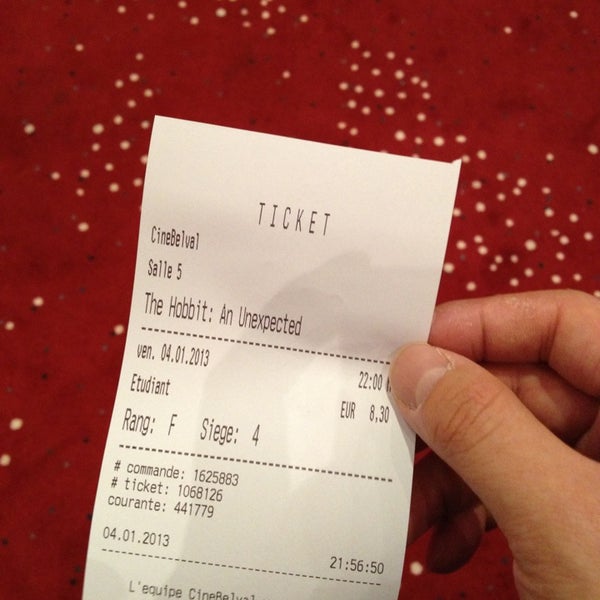 TICKET
CineBelval
Salle 5
The Hobbit: An Unexpected
ven. 04.01.2013 22:00
Etudiant EUR 8,30
Rang: F Siege: 4
# commande: 1625883
# ticket: 1068126
courante: 441779
04.01.2013 21:56:50
L'equipe CineBelval